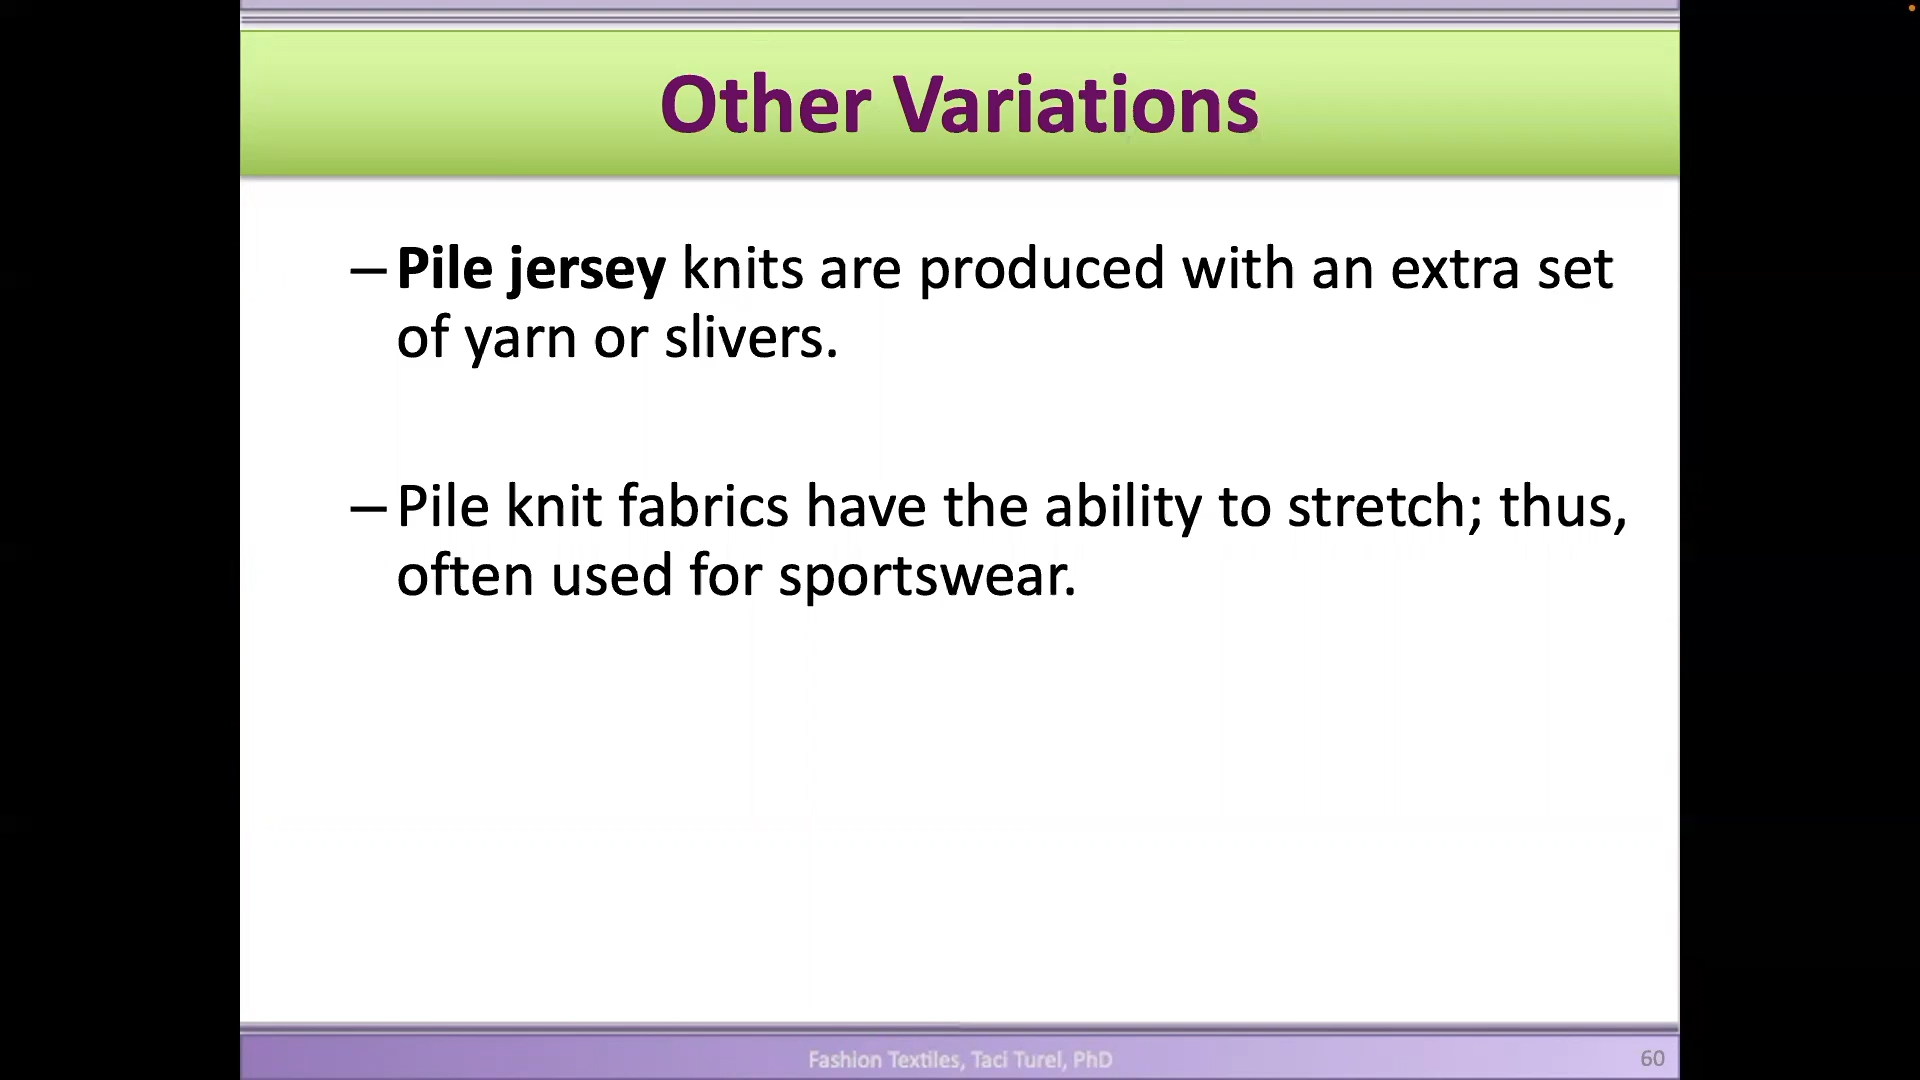 Other Variations
– Pile jersey knits are produced with an extra set
of yarn or slivers.
– Pile knit fabrics have the ability to stretch; thus,
often used for sportswear.
Fashion Textiles, Taci Turel, PhD
60